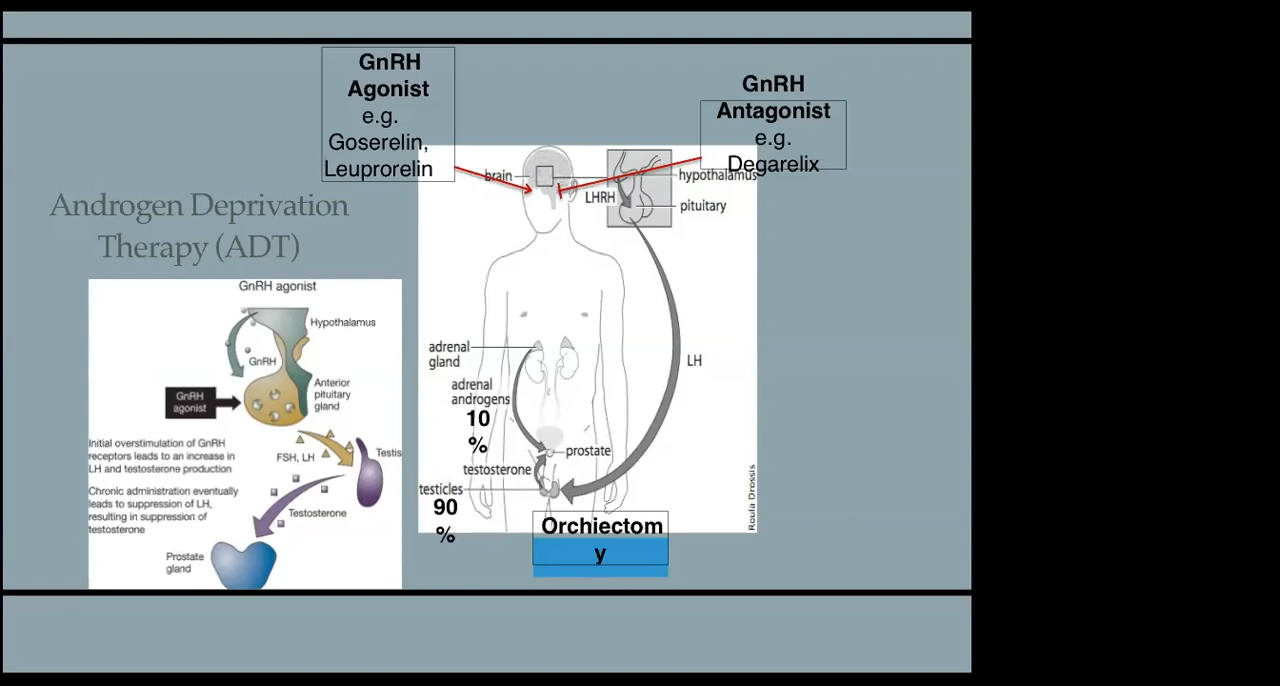 GnRH
Agonist
e.g.
Goserelin,
Leuprorelin
GnRH
Antagonist
e.g.
Degarelix
Androgen Deprivation
Therapy (ADT)
GnRH agonist
Hypothalamus
GnRH
GnRH
agonist
Anterior
pituitary
gland
Initial overstimulation of GnRH
receptors leads to an increase in
LH and testosterone production
FSH, LH
Testis
Chronic administration eventually
leads to suppression of LH,
resulting in suppression of
testosterone
Testosterone
Prostate
gland
brain
hypothalamus
LHRH
pituitary
LH
adrenal
gland
adrenal
androgens
10
%
prostate
testosterone
testicles
90
%
Orchiectom
y
Roula Drossis